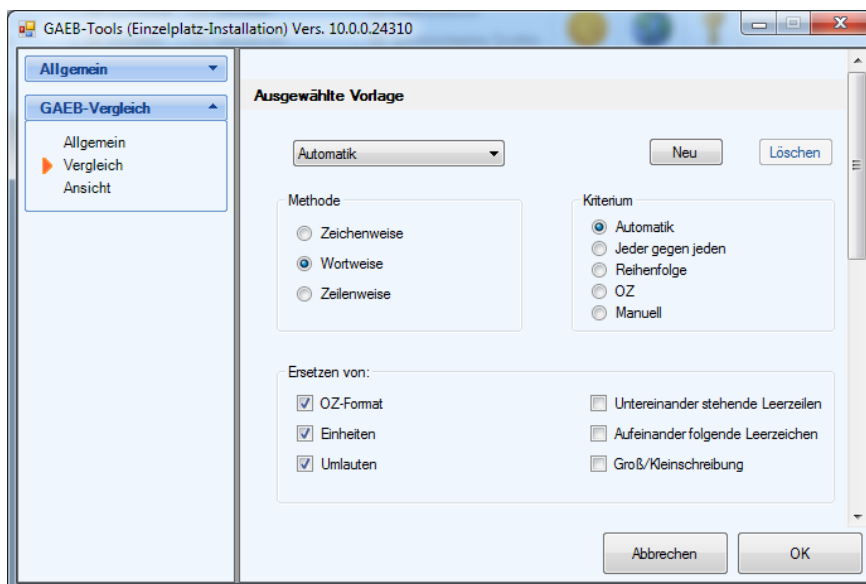 GAEB-Tools (Einzelplatz-Installation) Vers. 10.0.0.24310
Allgemein
GAEB-Vergleich
Allgemein
Vergleich
Ansicht
Ausgewählte Vorlage
Automatik
Neu
Löschen
Methode
Zeichenweise
Wortweise
Zeilenweise
Kriterium
Automatik
Jeder gegen jeden
Reihenfolge
OZ
Manuell
Ersetzen von:
OZ-Format
Einheiten
Umlauten
Untereinander stehende Leerzeilen
Aufeinander folgende Leerzeichen
Groß/Kleinschreibung
Abbrechen
OK